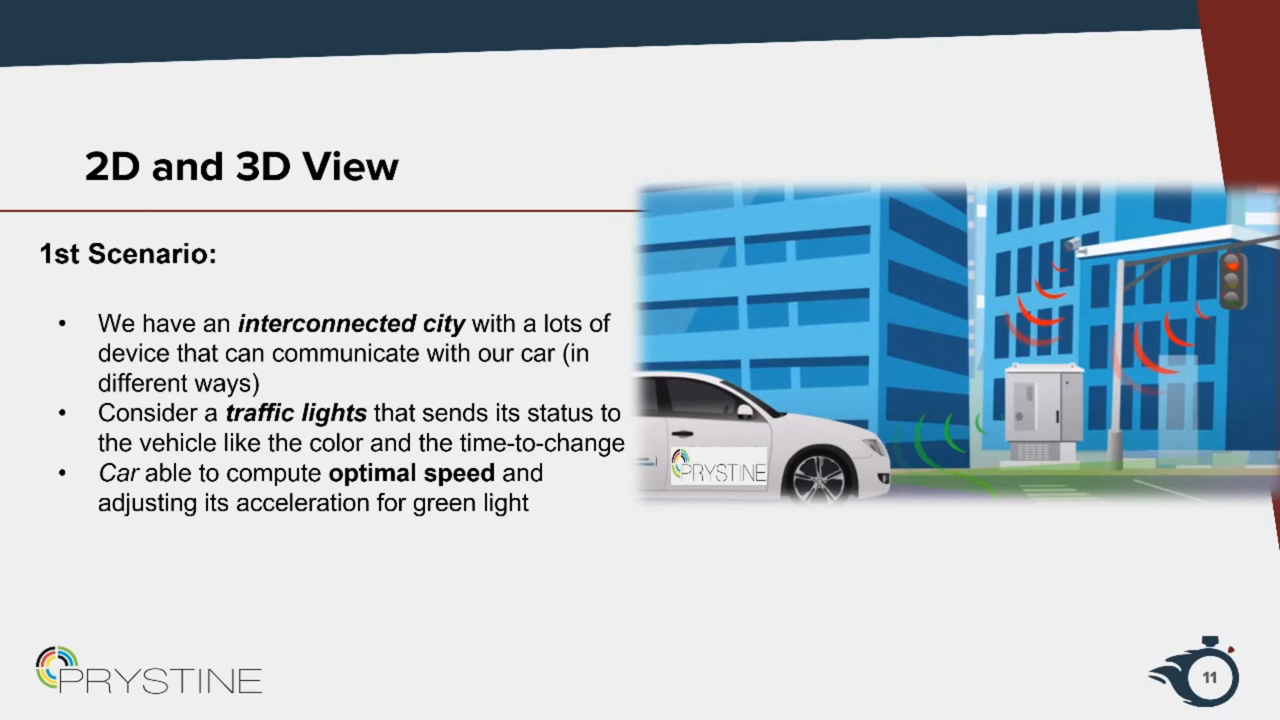 2D and 3D View
1st Scenario:
• We have an interconnected city with a lots of
device that can communicate with our car (in
different ways)
• Consider a traffic lights that sends its status to
the vehicle like the color and the time-to-change
• Car able to compute optimal speed and
adjusting its acceleration for green light
PRYSTINE
PRYSTINE
11